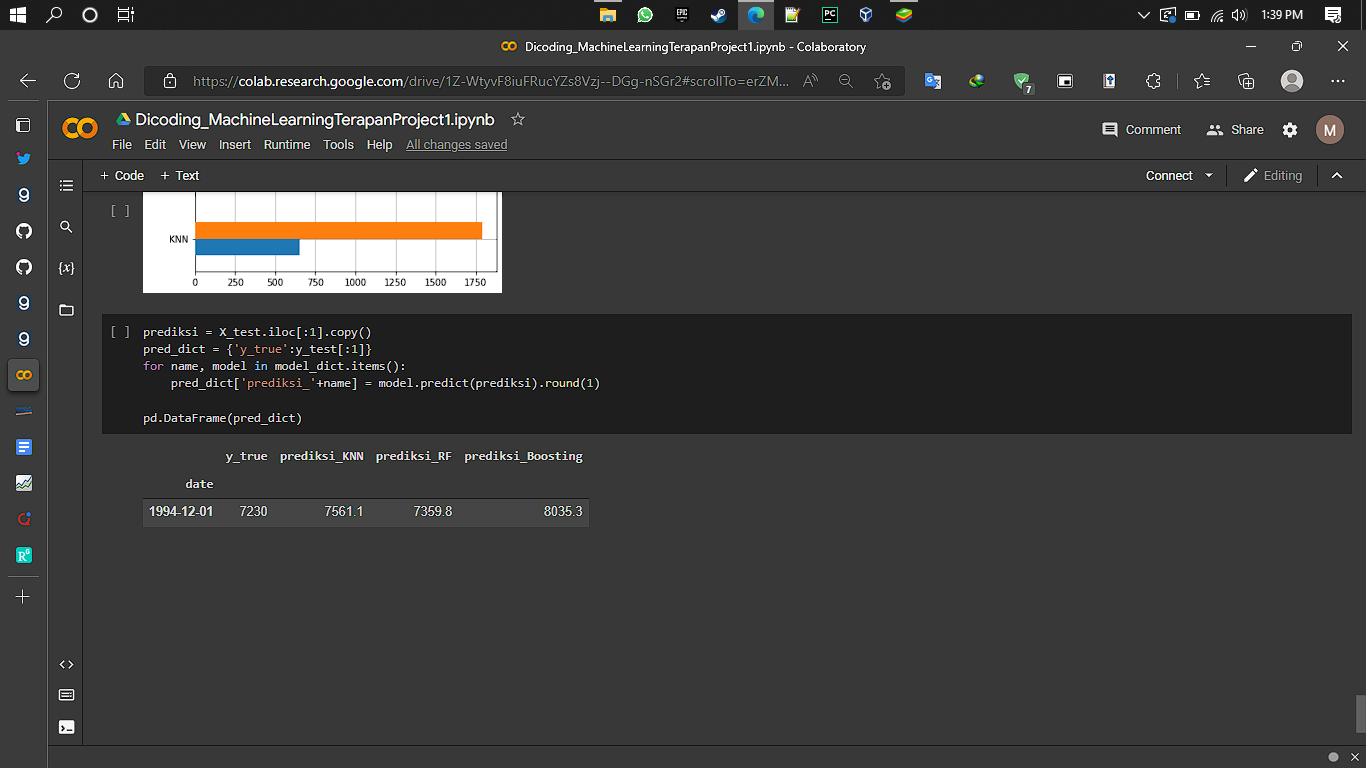 1:39 PM
Dicoding_MachineLearningTerapanProject1.ipynb - Colaboratory
https://colab.research.google.com/drive/1Z-WtyvF8iuFRucYZs8Vzj--DGg-nSGr2#scrollTo=erZM...
7
Dicoding_MachineLearningTerapanProject1.ipynb
File Edit View Insert Runtime Tools Help All changes saved
Comment Share M
+ Code + Text
Connect Editing
[ ]
KNN
0 250 500 750 1000 1250 1500 1750
[ ] prediksi = X_test.iloc[:1].copy()
pred_dict = {'y_true':y_test[:1]}
for name, model in model_dict.items():
pred_dict['prediksi_'+name] = model.predict(prediksi).round(1)
pd.DataFrame(pred_dict)
y_true prediksi_KNN prediksi_RF prediksi_Boosting
date
1994-12-01 7230 7561.1 7359.8 8035.3